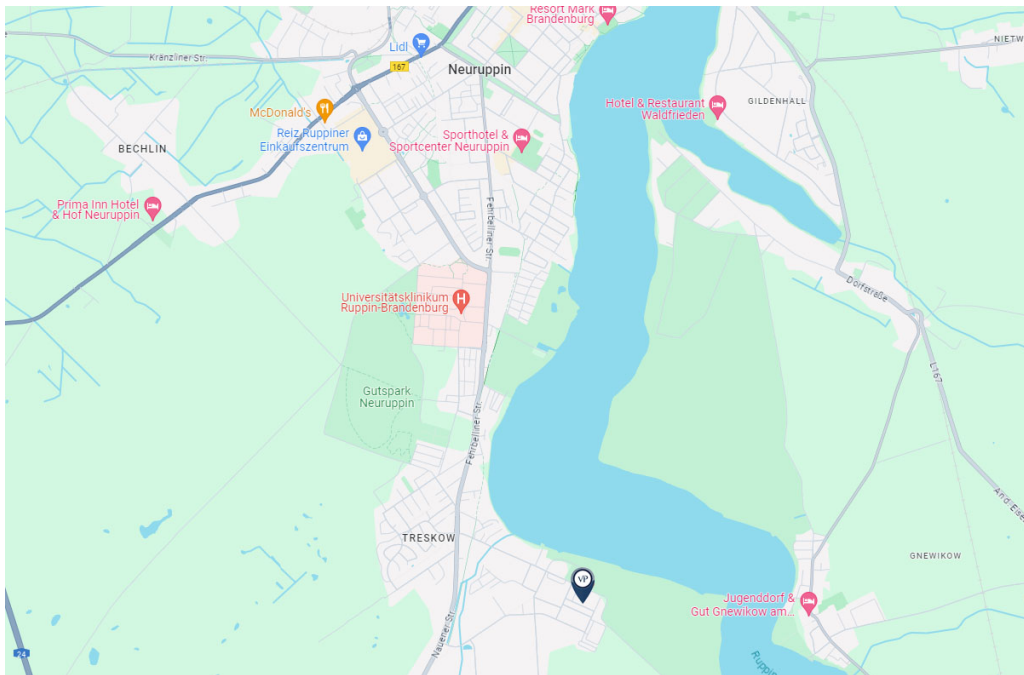 Resort Mark
Brandenburg
Lidl
Kränzliner Str.
167
Neuruppin
NIETW
McDonald's
Hotel & Restaurant
Waldfrieden
GILDENHALL
Reiz Ruppiner
Einkaufszentrum
Sporthotel &
Sportcenter Neuruppin
BECHLIN
Prima Inn Hotel
& Hof Neuruppin
Fehrbelliner Str.
Universitätsklinikum
Ruppin-Brandenburg
H
Dorfstraße
L167
Gutspark
Neuruppin
Fehrbelliner Str.
TRESKOW
GNEWIKOW
VP
Jugenddorf &
Gut Gnewikow am...
Nauener Str.
24
Ruppin